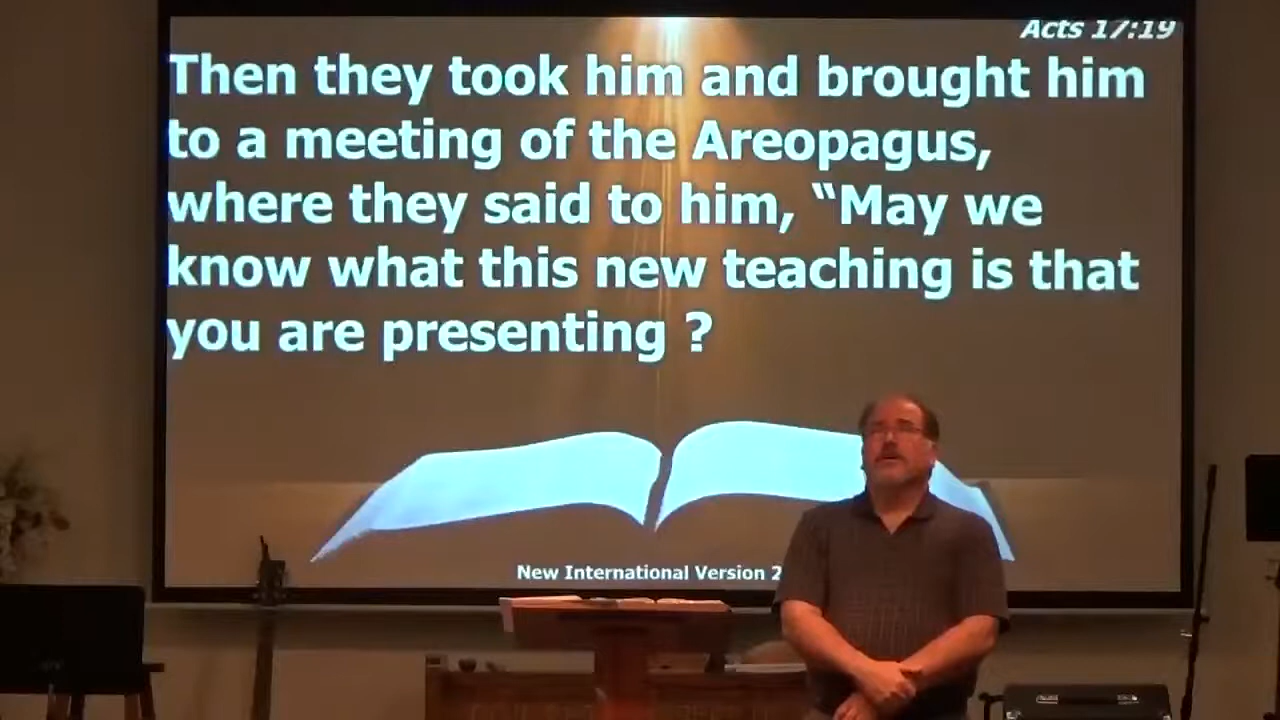 Acts 17:19
Then they took him and brought him
to a meeting of the Areopagus,
where they said to him, “May we
know what this new teaching is that
you are presenting ?
New International Version 2